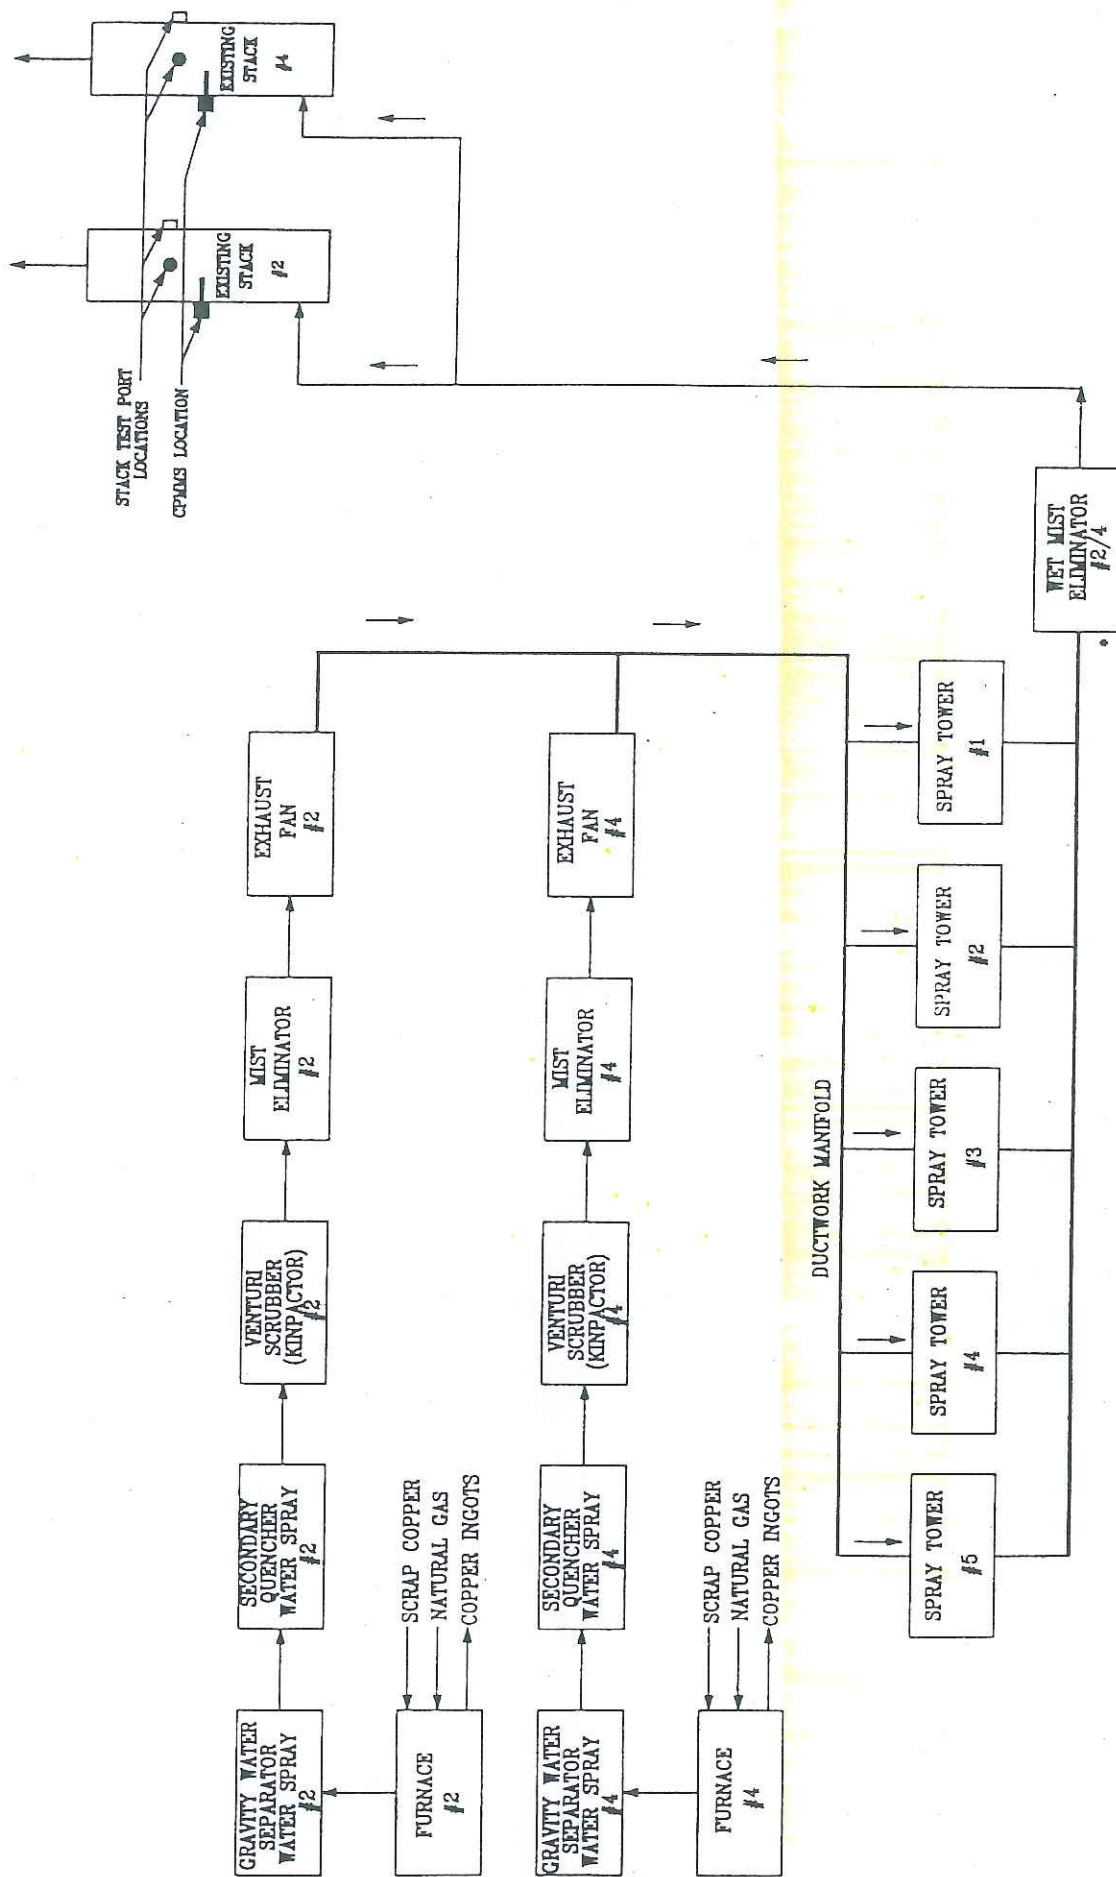 STACK TEST PORT
LOCATIONS
CPMMS LOCATION
EXISTING
STACK
#2
EXISTING
STACK
#4
GRAVITY WATER
SEPARATOR
WATER SPRAY
#2
SECONDARY
QUENCHER
WATER SPRAY
#2
VENTURI
SCRUBBER
(KINPACTOR)
#2
MIST
ELIMINATOR
#2
EXHAUST
FAN
#2
FURNACE
#2
SCRAP COPPER
NATURAL GAS
COPPER INGOTS
GRAVITY WATER
SEPARATOR
WATER SPRAY
#4
SECONDARY
QUENCHER
WATER SPRAY
#4
VENTURI
SCRUBBER
(KINPACTOR)
#4
MIST
ELIMINATOR
#4
EXHAUST
FAN
#4
FURNACE
#4
SCRAP COPPER
NATURAL GAS
COPPER INGOTS
DUCTWORK MANIFOLD
SPRAY TOWER
#5
SPRAY TOWER
#4
SPRAY TOWER
#3
SPRAY TOWER
#2
SPRAY TOWER
#1
WET MIST
ELIMINATOR
#2/4